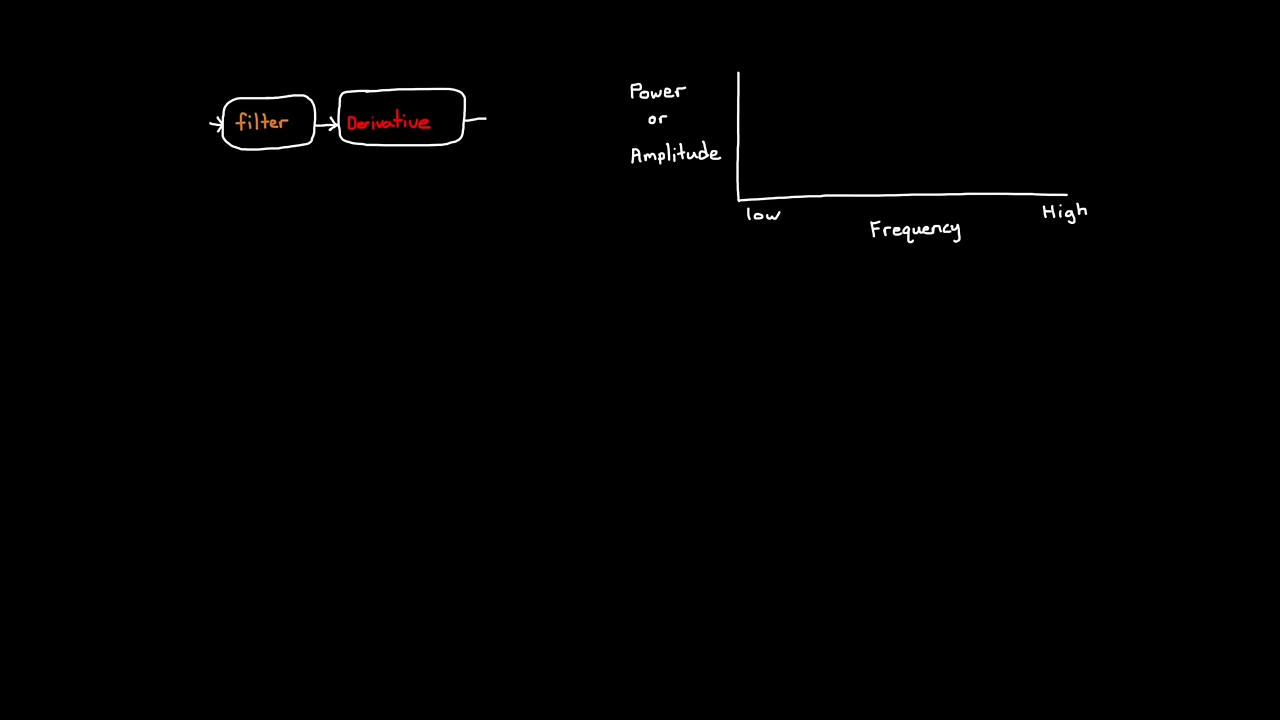 filter
Derivative
Power
or
Amplitude
low
High
Frequency